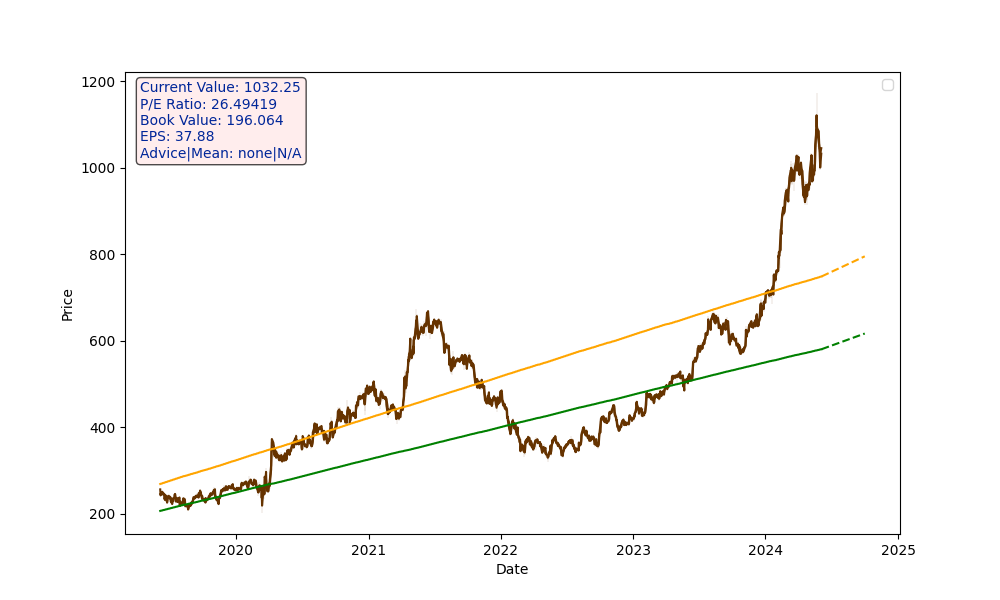 Current Value: 1032.25
P/E Ratio: 26.49419
Book Value: 196.064
EPS: 37.88
Advice|Mean: none|N/A
1200
1000
800
600
400
200
Price
2020 2021 2022 2023 2024 2025
Date